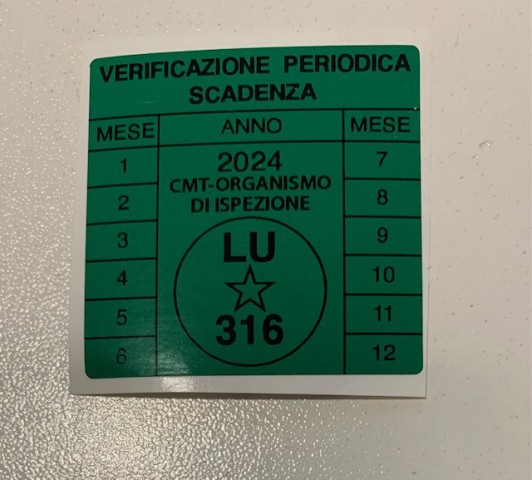 VERIFICAZIONE PERIODICA
SCADENZA
MESE ANNO MESE
1 2024 7
CMT-ORGANISMO
2 DI ISPEZIONE 8
3 LU 9
4 10
5 316 11
6 12